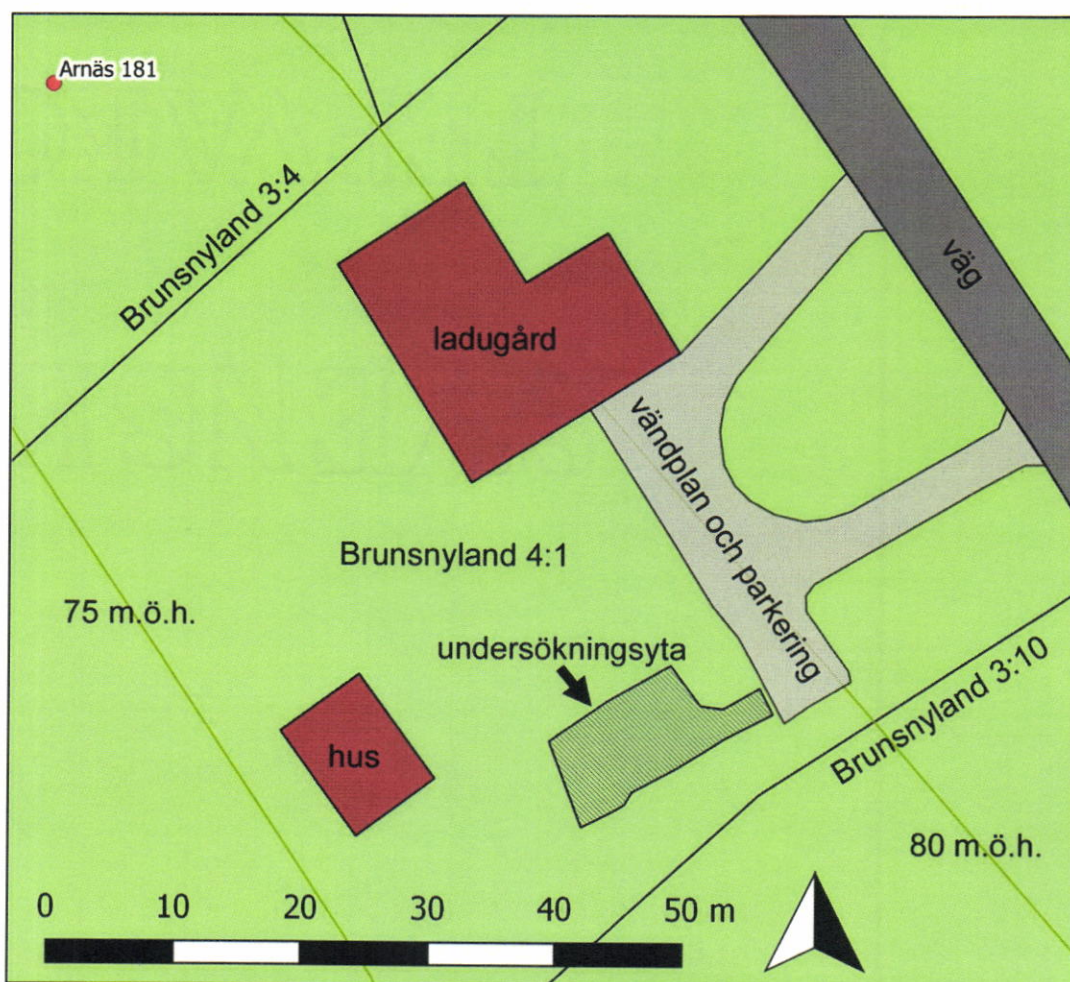 Arnäs 181
Brunsnyland 3:4
väg
ladugård
vändplan och parkering
Brunsnyland 4:1
75 m.ö.h.
undersökningsyta
Brunsnyland 3:10
hus
80 m.ö.h.
0 10 20 30 40 50 m